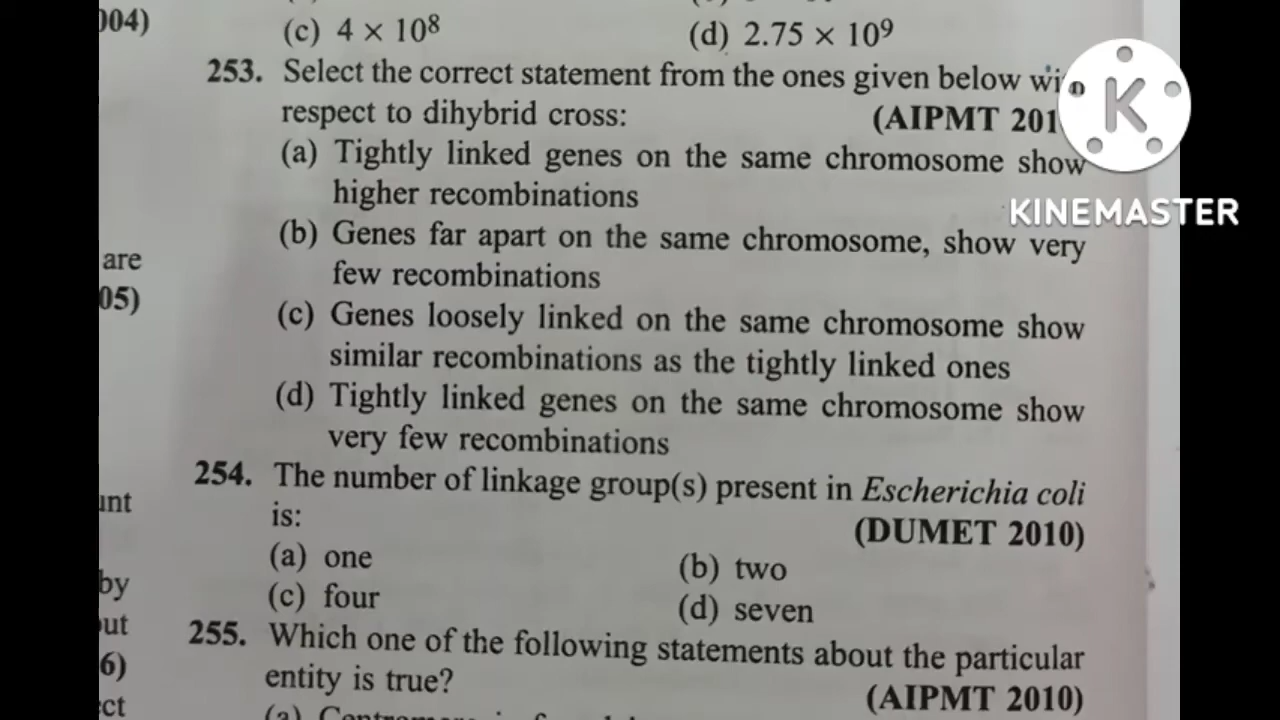 004)
(c) 4 × 10⁸ (d) 2.75 × 10⁹
253. Select the correct statement from the ones given below
respect to dihybrid cross: (AIPMT 201
(a) Tightly linked genes on the same chromosome show
higher recombinations
(b) Genes far apart on the same chromosome, show very
few recombinations
(c) Genes loosely linked on the same chromosome show
similar recombinations as the tightly linked ones
(d) Tightly linked genes on the same chromosome show
very few recombinations
254. The number of linkage group(s) present in Escherichia coli
is: (DUMET 2010)
(a) one (b) two
(c) four (d) seven
255. Which one of the following statements about the particular
entity is true? (AIPMT 2010)
are
05)
unt
by
out
6)
ect
K
KINEMASTER